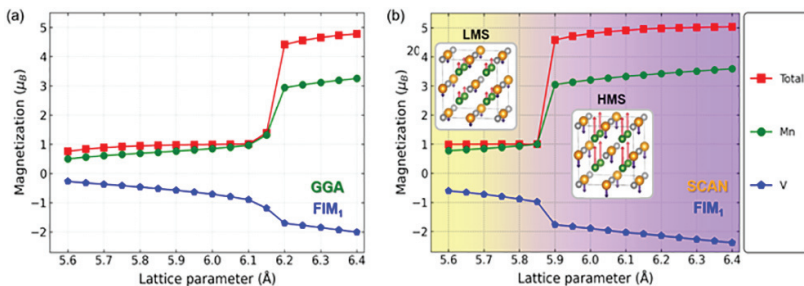 (a)
Magnetization (μB)
5
4
3
2
1
0
−1
−2
GGA
FIM1
5.6 5.7 5.8 5.9 6.0 6.1 6.2 6.3 6.4
Lattice parameter (Å)
(b)
Magnetization (μB)
5
20
4
3
2
1
0
−1
−2
LMS
HMS
SCAN
FIM1
5.6 5.7 5.8 5.9 6.0 6.1 6.2 6.3 6.4
Lattice parameter (Å)
Total
Mn
V